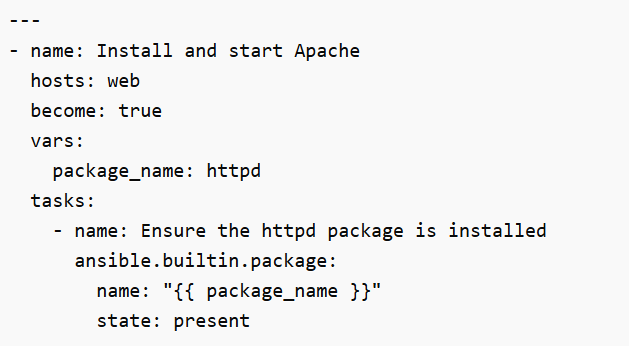 ---
- name: Install and start Apache
  hosts: web
  become: true
  vars:
    package_name: httpd
  tasks:
    - name: Ensure the httpd package is installed
      ansible.builtin.package:
        name: "{{ package_name }}"
        state: present